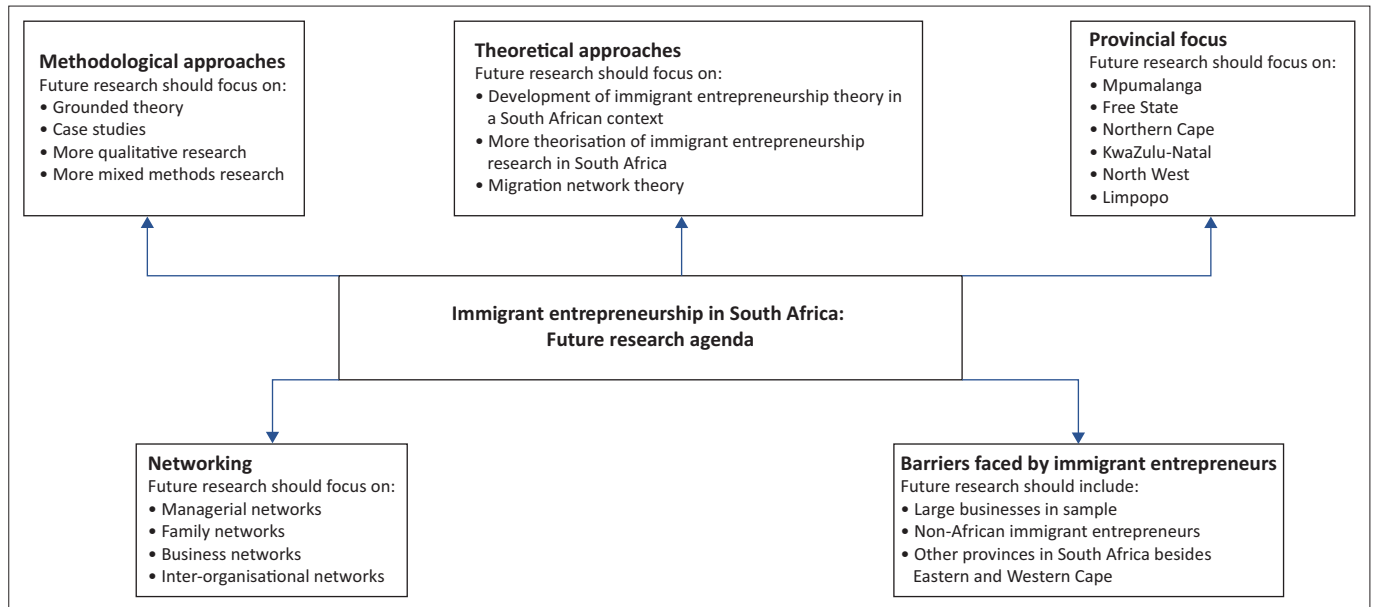 Methodological approaches
Future research should focus on:
• Grounded theory
• Case studies
• More qualitative research
• More mixed methods research
Theoretical approaches
Future research should focus on:
• Development of immigrant entrepreneurship theory in
a South African context
• More theorisation of immigrant entrepreneurship
research in South Africa
• Migration network theory
Provincial focus
Future research should focus on:
• Mpumalanga
• Free State
• Northern Cape
• KwaZulu-Natal
• North West
• Limpopo
Immigrant entrepreneurship in South Africa:
Future research agenda
Networking
Future research should focus on:
• Managerial networks
• Family networks
• Business networks
• Inter-organisational networks
Barriers faced by immigrant entrepreneurs
Future research should include:
• Large businesses in sample
• Non-African immigrant entrepreneurs
• Other provinces in South Africa besides
Eastern and Western Cape